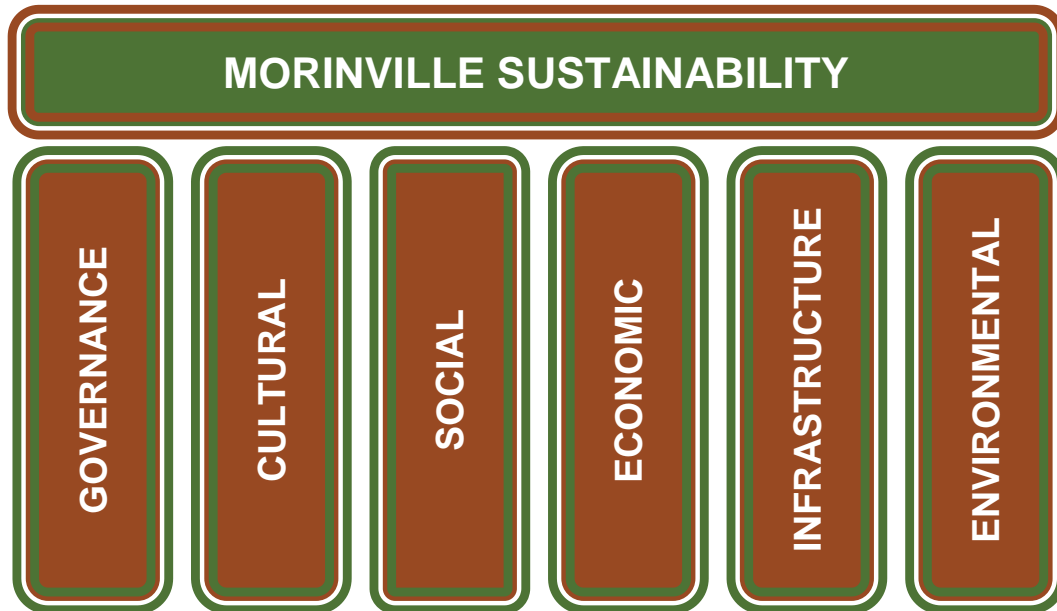 MORINVILLE SUSTAINABILITY
GOVERNANCE
CULTURAL
SOCIAL
ECONOMIC
INFRASTRUCTURE
ENVIRONMENTAL